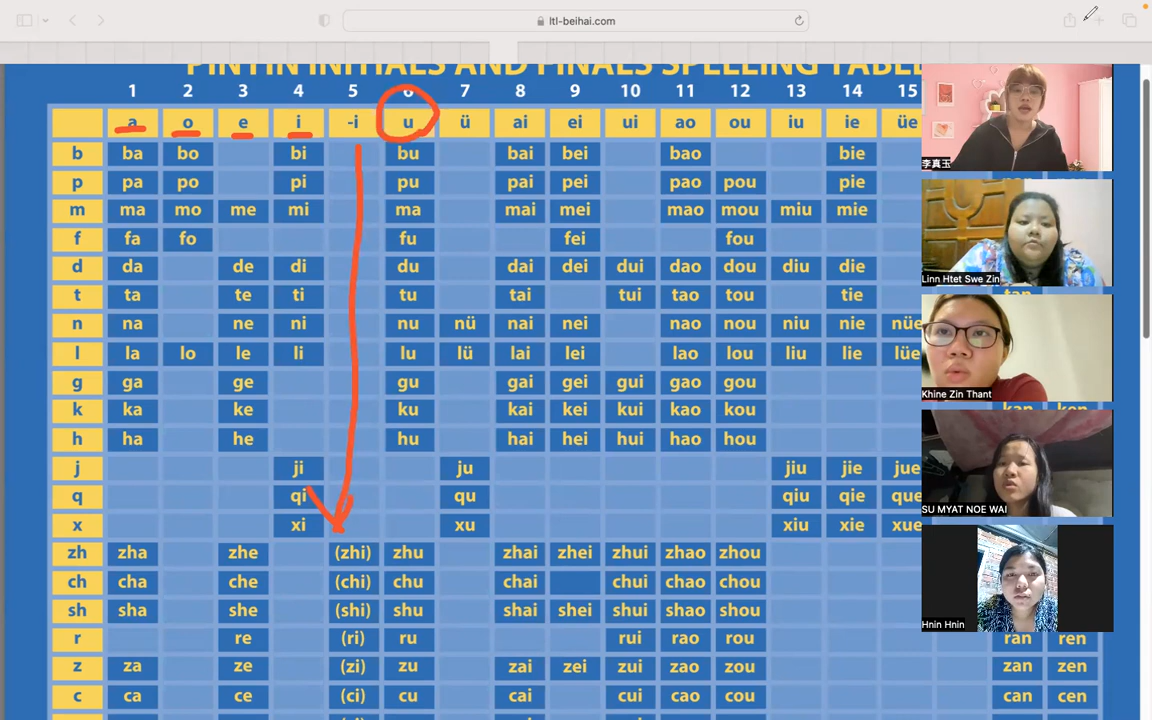 ltl-beihai.com
PINYIN INITIALS AND FINALS SPELLING TABLE
1 2 3 4 5 6 7 8 9 10 11 12 13 14 15
a o e i -i u ü ai ei ui ao ou iu ie üe
b ba bo bi bu bai bei bao bie
p pa po pi pu pai pei pao pou pie
m ma mo me mi ma mai mei mao mou miu mie
f fa fo fu fei fou
d da de di du dai dei dui dao dou diu die
t ta te ti tu tai tui tao tou tie
n na ne ni nu nü nai nei nao nou niu nie nüe
l la lo le li lu lü lai lei lao lou liu lie lüe
g ga ge gu gai gei gui gao gou
k ka ke ku kai kei kui kao kou kan ken
h ha he hu hai hei hui hao hou
j ji ju jiu jie jue
q qi qu qiu qie que
x xi xu xiu xie xue
zh zha zhe (zhi) zhu zhai zhei zhui zhao zhou
ch cha che (chi) chu chai chui chao chou
sh sha she (shi) shu shai shei shui shao shou
r re (ri) ru rui rao rou ran ren
z za ze (zi) zu zai zei zui zao zou zan zen
c ca ce (ci) cu cai cui cao cou can cen
李真玉
Linn Htet Swe Zin
Khine Zin Thant
SU MYAT NOE WAI
Hnin Hnin